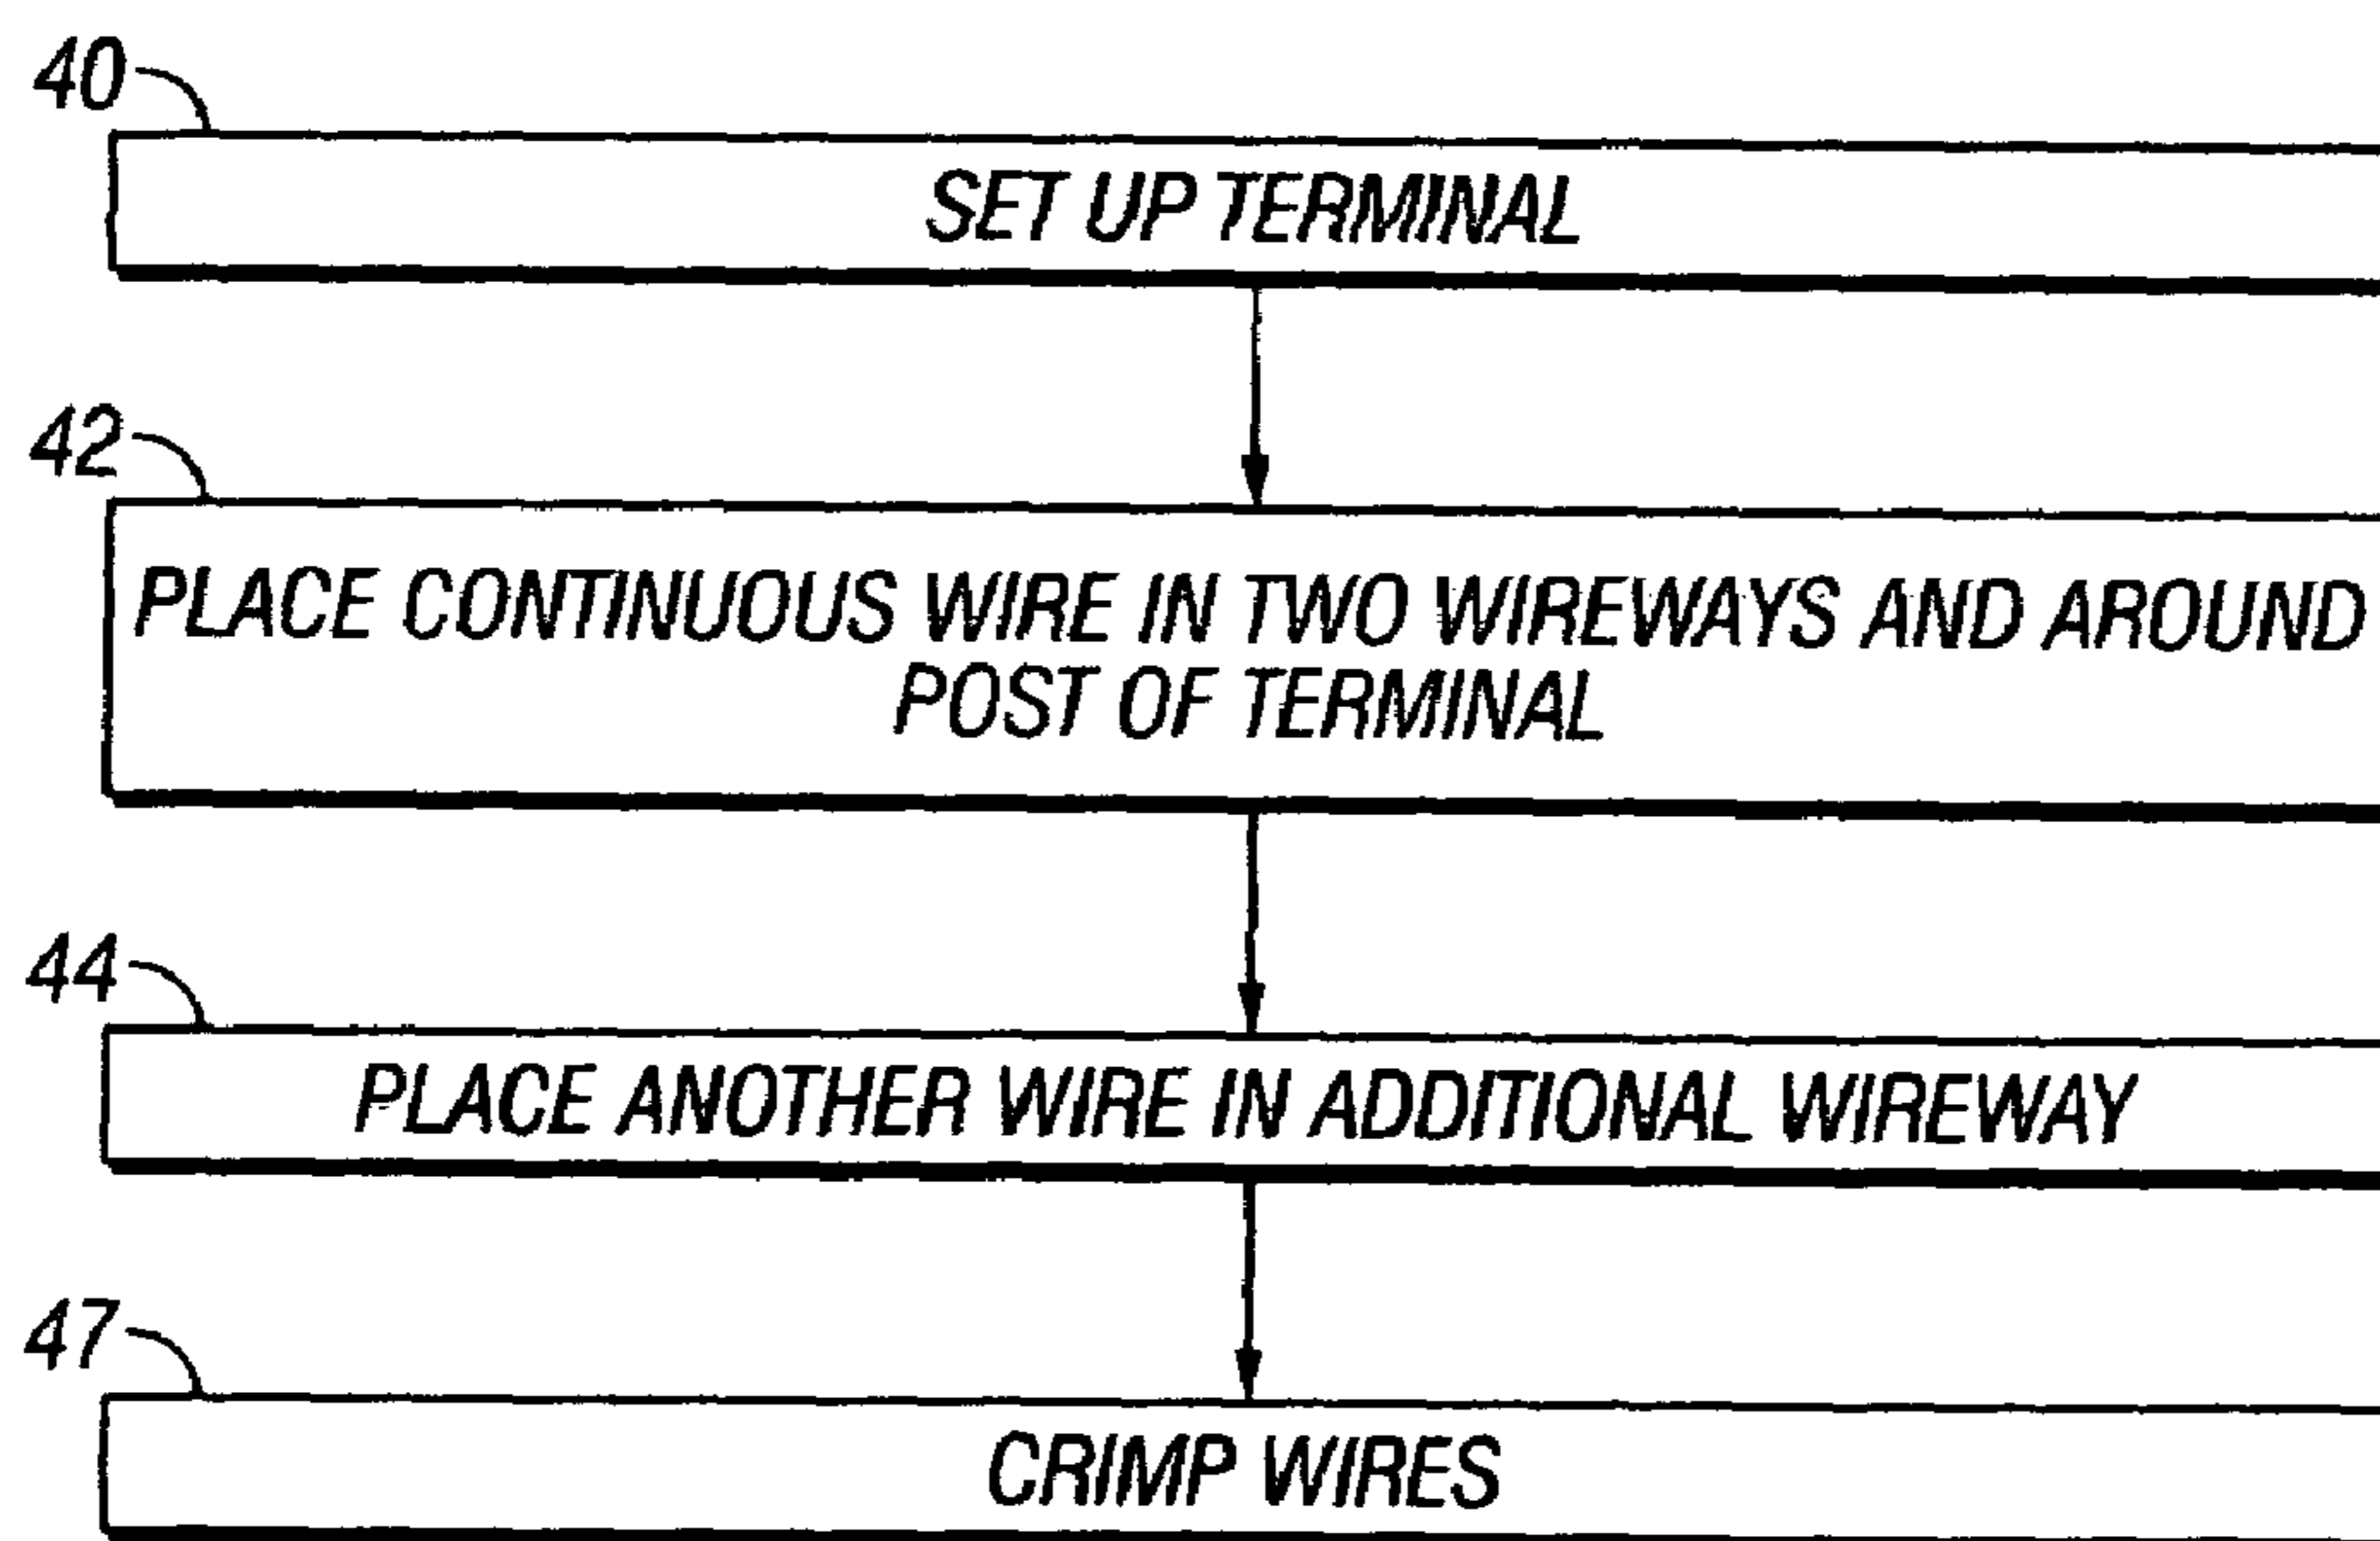 40
SET UP TERMINAL
42
PLACE CONTINUOUS WIRE IN TWO WIREWAYS AND AROUND
POST OF TERMINAL
44
PLACE ANOTHER WIRE IN ADDITIONAL WIREWAY
47
CRIMP WIRES